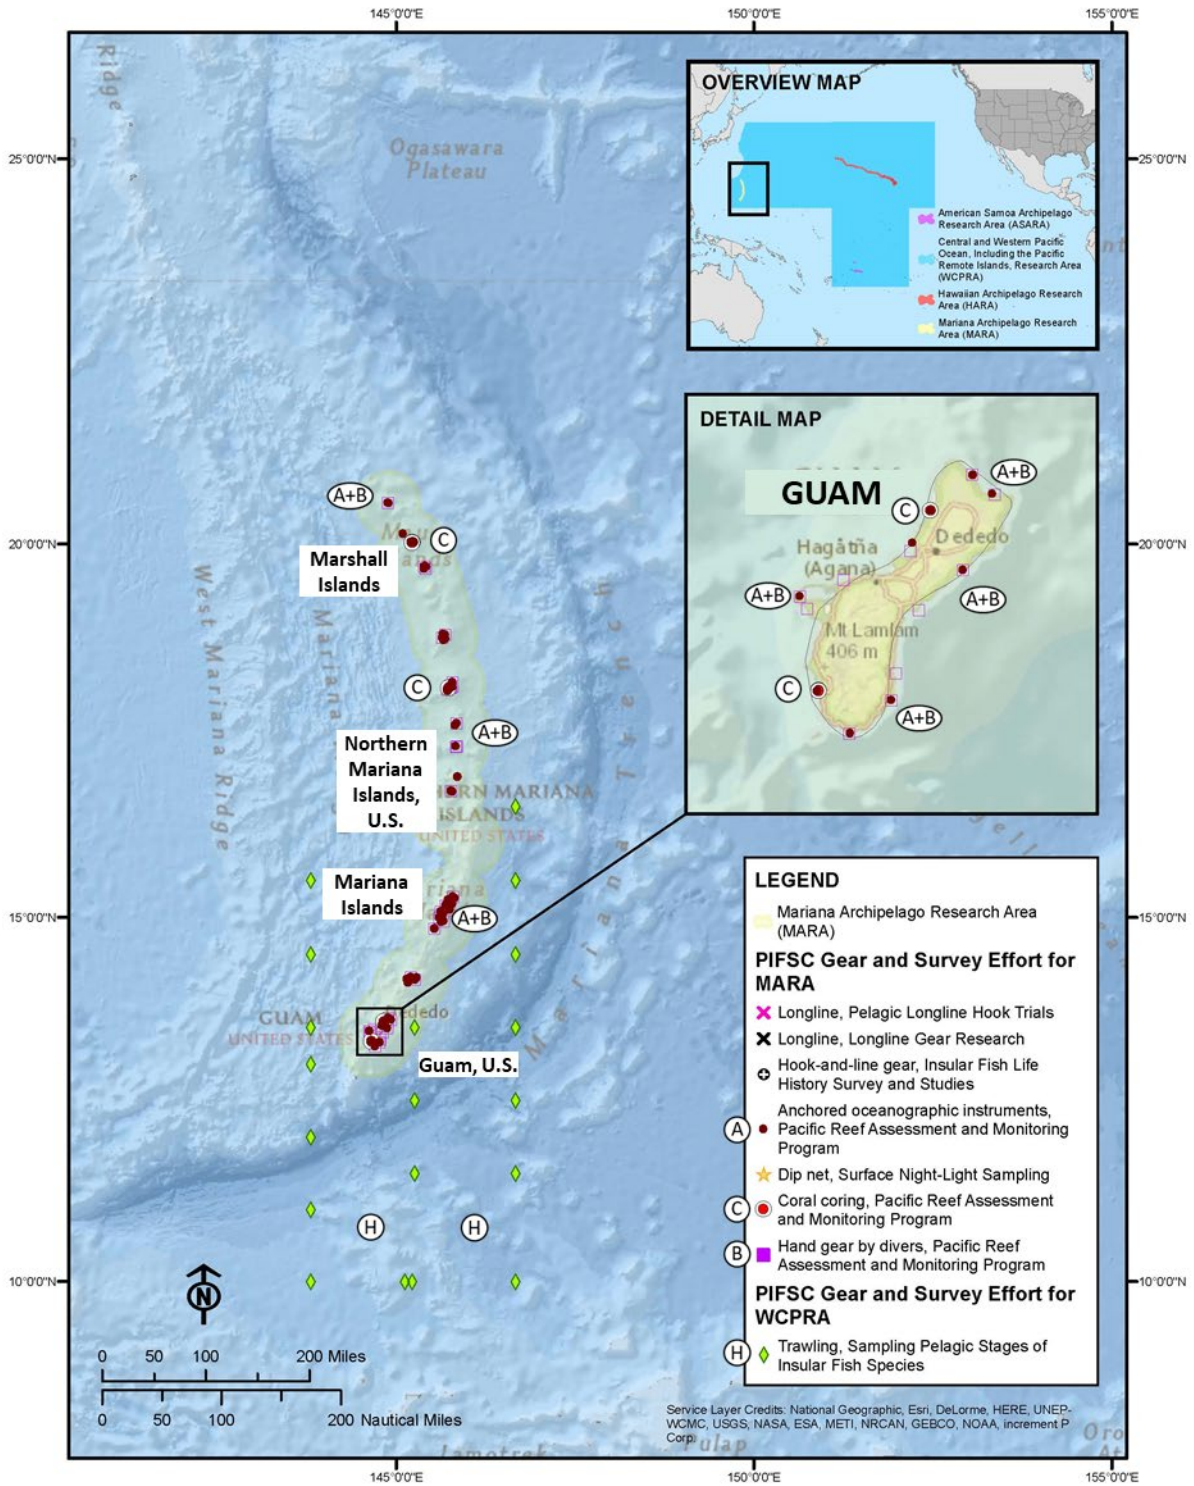 145°0'0"E
150°0'0"E
155°0'0"E
25°0'0"N
25°0'0"N
20°0'0"N
20°0'0"N
15°0'0"N
15°0'0"N
10°0'0"N
10°0'0"N
Ridge
Ogasawara
Plateau
OVERVIEW MAP
American Samoa Archipelago
Research Area (ASARA)
Central and Western Pacific
Ocean, Including the Pacific
Remote Islands, Research Area
(WCPRA)
Hawaiian Archipelago Research
Area (HARA)
Mariana Archipelago Research
Area (MARA)
DETAIL MAP
GUAM
A+B
C
Dededo
Hagåtña
(Agana)
A+B
A+B
Mt Lamlam
406 m
C
A+B
A+B
C
Marshall
Islands
West Mariana Ridge
Mariana
Mariana Trench
C
A+B
Northern
Mariana
Islands,
U.S.
ERN MARIANA
ISLANDS
UNITED STATES
Mariana
Islands
riana
A+B
GUAM
UNITED STATES
Dededo
Guam, U.S.
H
H
N
0 50 100 200 Miles
0 50 100 200 Nautical Miles
LEGEND
Mariana Archipelago Research Area
(MARA)
PIFSC Gear and Survey Effort for
MARA
Longline, Pelagic Longline Hook Trials
Longline, Longline Gear Research
Hook-and-line gear, Insular Fish Life
History Survey and Studies
A
Anchored oceanographic instruments,
Pacific Reef Assessment and Monitoring
Program
Dip net, Surface Night-Light Sampling
C
Coral coring, Pacific Reef Assessment
and Monitoring Program
B
Hand gear by divers, Pacific Reef
Assessment and Monitoring Program
PIFSC Gear and Survey Effort for
WCPRA
H
Trawling, Sampling Pelagic Stages of
Insular Fish Species
Service Layer Credits: National Geographic, Esri, DeLorme, HERE, UNEP-
WCMC, USGS, NASA, ESA, METI, NRCAN, GEBCO, NOAA, increment P
Corp.
Lamotrek
Pulap
145°0'0"E
150°0'0"E
155°0'0"E